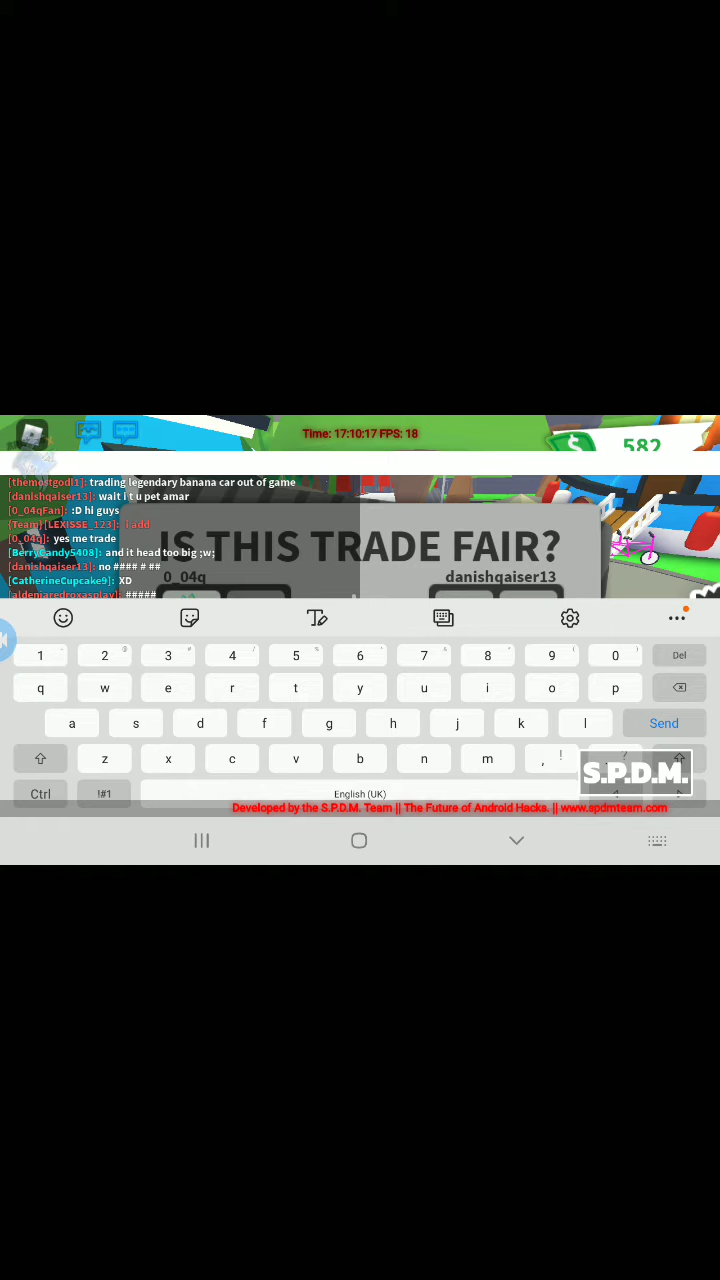 Time: 17:10:17 FPS: 18
582
[themostgodl1]: trading legendary banana car out of game
[danishqaiser13]: wait i t u pet amar
[0_04qFan]: :D hi guys
{Team}[LEXISSE_123]: I add
[0_04q]: yes me trade
[BerryCandy5408]: and it head too big ;w;
[danishqaiser13]: no #### # ##
[CatherineCupcake9]: XD
[aldenjaredroxasplay]: #####
IS THIS TRADE FAIR?
0_04q danishqaiser13
1 2 3 4 5 6 7 8 9 0 Del
q w e r t y u i o p
a s d f g h j k l Send
z x c v b n m , ! . ?
S.P.D.M.
Ctrl !#1 English (UK)
Developed by the S.P.D.M. Team || The Future of Android Hacks. || www.spdmteam.com